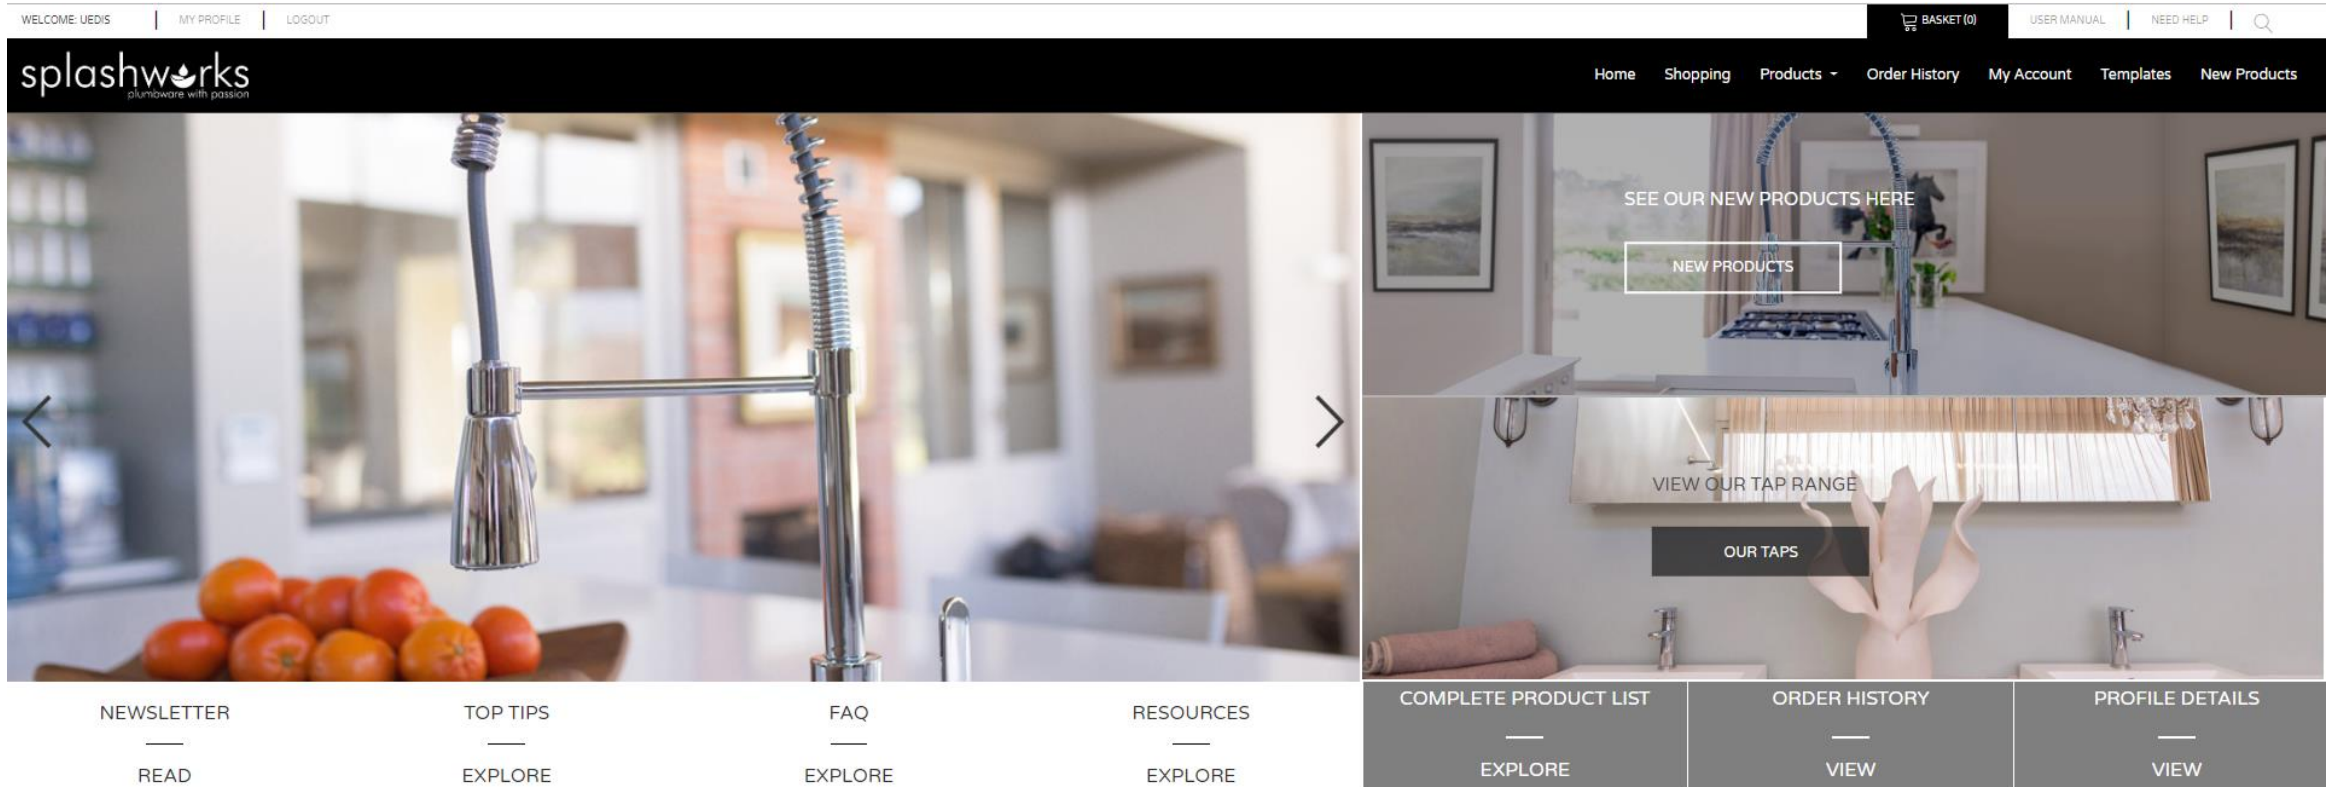 WELCOME: UEDIS
MY PROFILE
LOGOUT
BASKET (0)
USER MANUAL
NEED HELP
splashworks
plumbware with passion
Home
Shopping
Products
Order History
My Account
Templates
New Products
SEE OUR NEW PRODUCTS HERE
NEW PRODUCTS
VIEW OUR TAP RANGE
OUR TAPS
NEWSLETTER
READ
TOP TIPS
EXPLORE
FAQ
EXPLORE
RESOURCES
EXPLORE
COMPLETE PRODUCT LIST
EXPLORE
ORDER HISTORY
VIEW
PROFILE DETAILS
VIEW